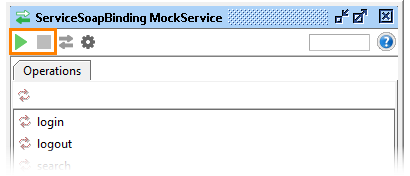 ServiceSoapBinding MockService
?
Operations
login
logout
search